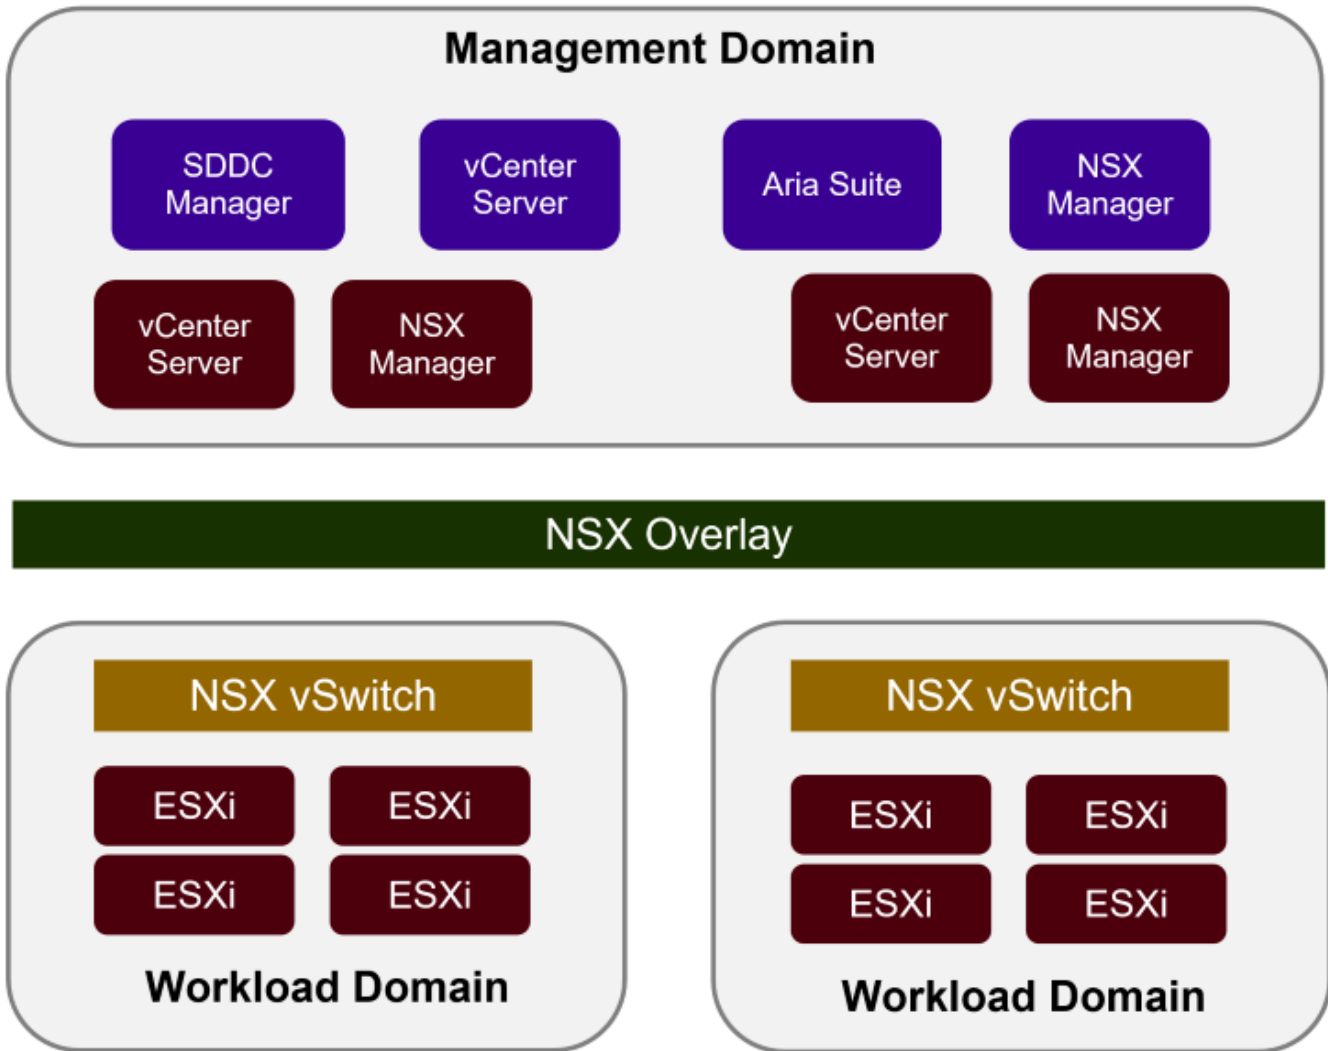 Management Domain
SDDC
Manager
vCenter
Server
Aria Suite
NSX
Manager
vCenter
Server
NSX
Manager
vCenter
Server
NSX
Manager
NSX Overlay
NSX vSwitch
ESXi
ESXi
ESXi
ESXi
Workload Domain
NSX vSwitch
ESXi
ESXi
ESXi
ESXi
Workload Domain